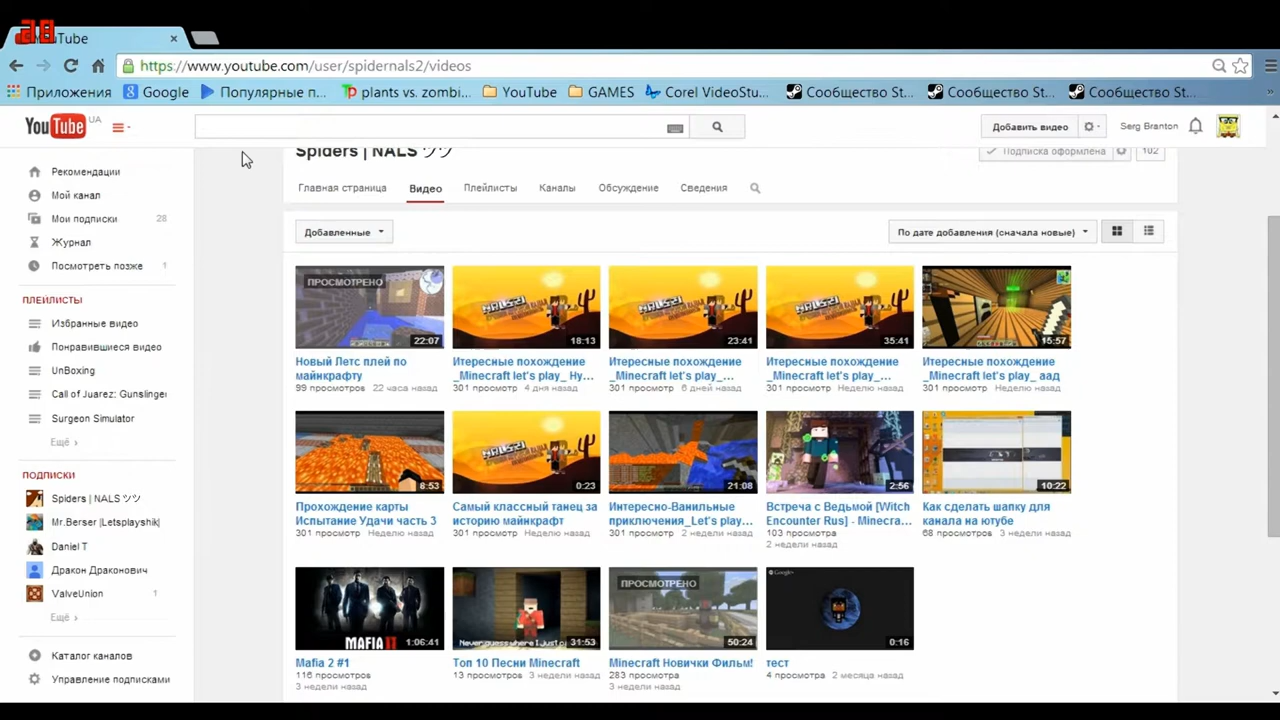 28
YouTube
https://www.youtube.com/user/spidernals2/videos
Приложения Google Популярные п... plants vs. zombi... YouTube GAMES Corel VideoStu... Сообщество St... Сообщество St... Сообщество St...
YouTube UA
Добавить видео
Serg Branton
Spiders | NALS ツツ
Подписка оформлена 102
Главная страница Видео Плейлисты Каналы Обсуждение Сведения
Добавленные
По дате добавления (сначала новые)
Рекомендации
Мой канал
Мои подписки 28
Журнал
Посмотреть позже 1
ПЛЕЙЛИСТЫ
Избранные видео
Понравившиеся видео
UnBoxing
Call of Juarez: Gunslinger
Surgeon Simulator
Ещё ›
ПОДПИСКИ
Spiders | NALS ツツ
Mr.Berser |Letsplayshik|
Daniel T
Дракон Драконович
ValveUnion 1
Ещё ›
Каталог каналов
Управление подписками
ПРОСМОТРЕНО
22:07
Новый Летс плей по
майнкрафту
99 просмотров 22 часа назад
18:13
Итересные похождение
_Minecraft let's play_ Ну...
301 просмотр 4 дня назад
23:41
Итересные похождение
_Minecraft let's play_...
301 просмотр 6 дней назад
35:41
Итересные похождение
_Minecraft let's play_...
301 просмотр Неделю назад
15:57
Итересные похождение
_Minecraft let's play_ аад
301 просмотр Неделю назад
8:53
Прохождение карты
Испытание Удачи часть 3
301 просмотр Неделю назад
0:23
Самый классный танец за
историю майнкрафт
301 просмотр Неделю назад
21:08
Интересно-Ванильные
приключения_Let's play...
301 просмотр 2 недели назад
2:56
Встреча с Ведьмой [Witch
Encounter Rus] - Minecra...
103 просмотра
2 недели назад
10:22
Как сделать шапку для
канала на ютубе
68 просмотров 3 недели назад
MAFIA II
1:06:41
Mafia 2 #1
116 просмотров
3 недели назад
Never guess where I just po
31:53
Топ 10 Песни Minecraft
13 просмотров 3 недели назад
ПРОСМОТРЕНО
50:24
Minecraft Новички Фильм!
283 просмотра
3 недели назад
Google+
0:16
тест
4 просмотра 2 месяца назад